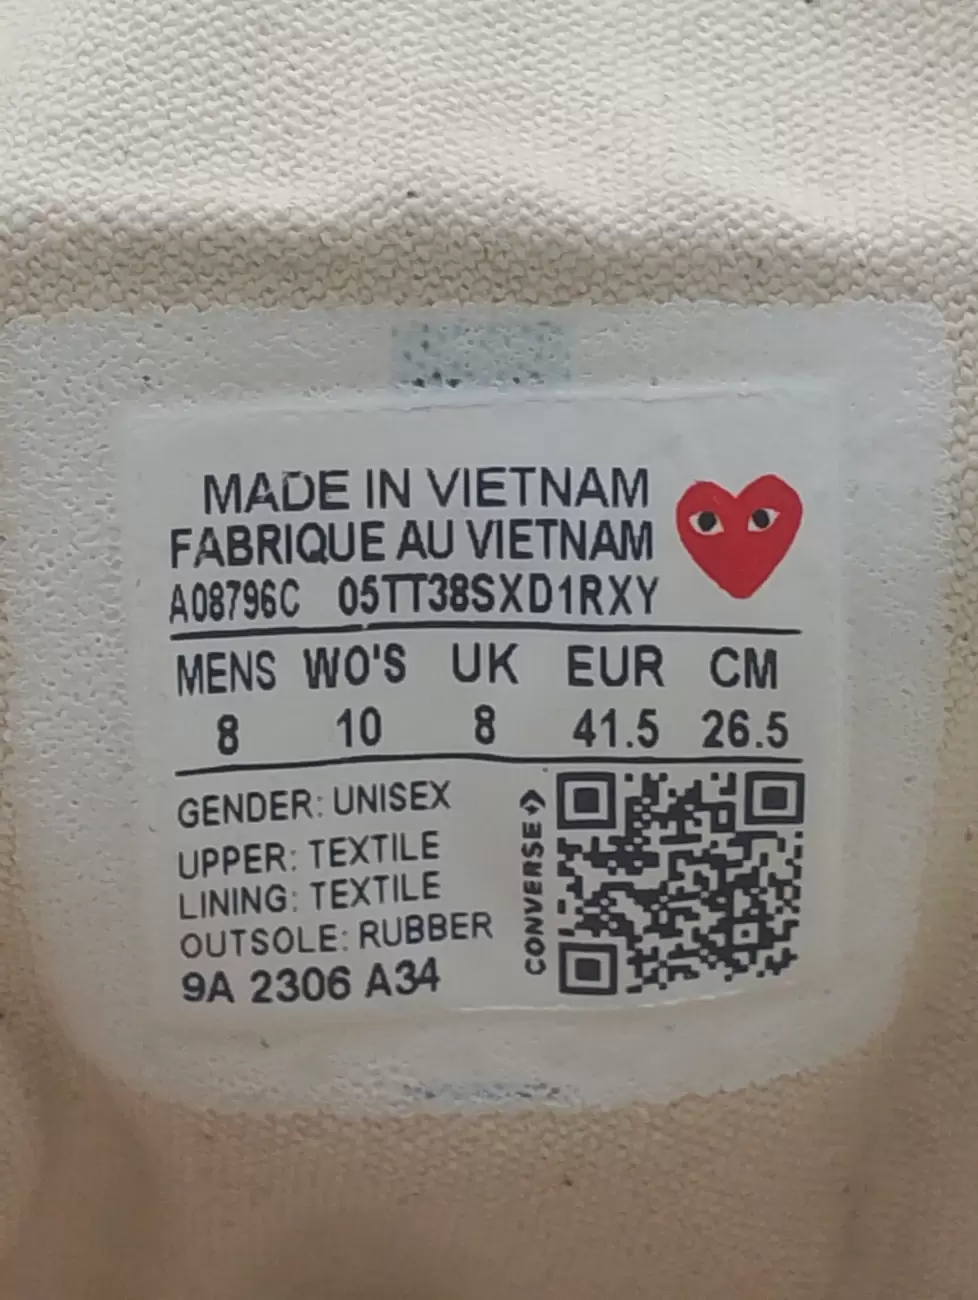 MADE IN VIETNAM
FABRIQUE AU VIETNAM
A08796C 05TT38SXD1RXY
MENS WO'S UK EUR CM
8 10 8 41.5 26.5
GENDER: UNISEX
UPPER: TEXTILE
LINING: TEXTILE
OUTSOLE: RUBBER
9A 2306 A34
CONVERSE